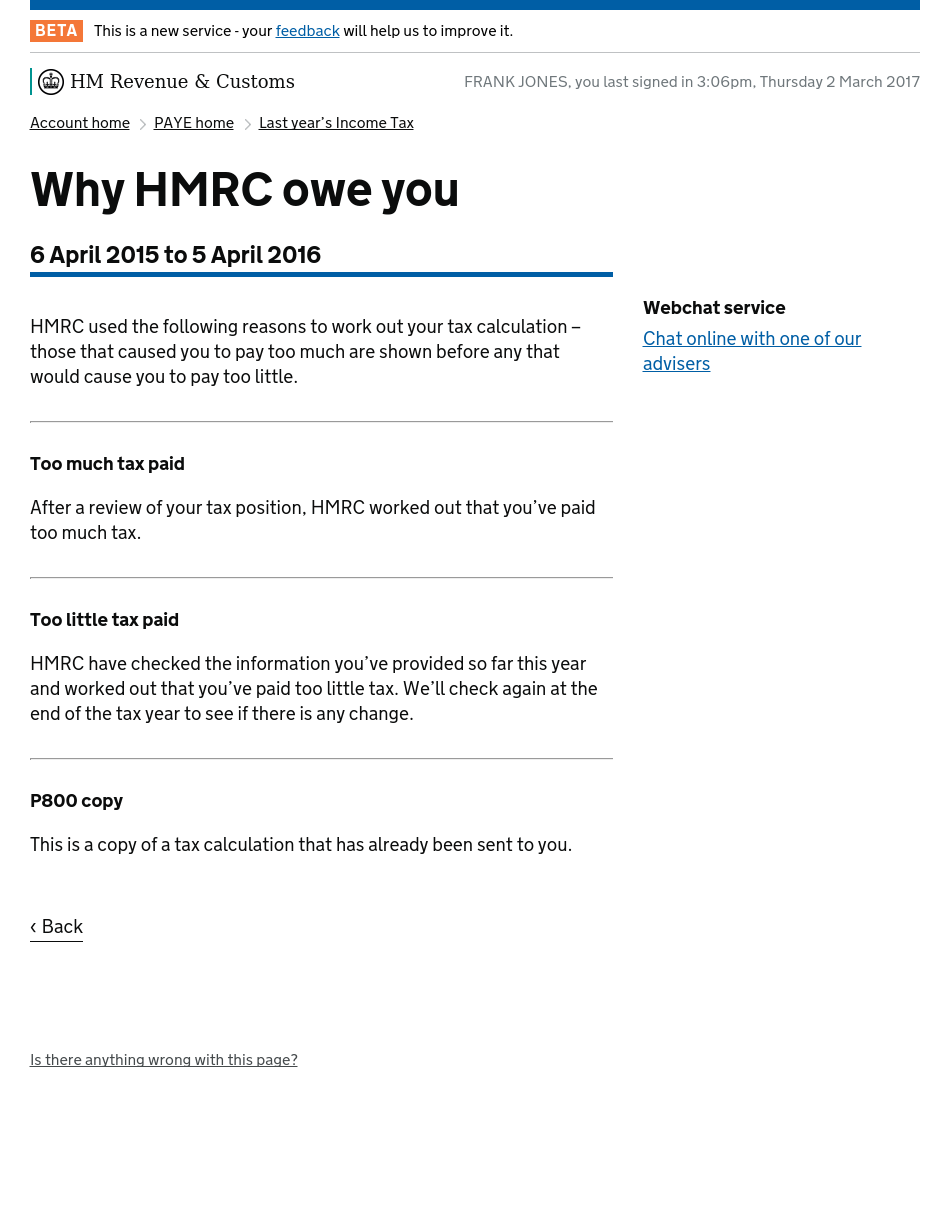 BETA This is a new service - your feedback will help us to improve it.
HM Revenue & Customs FRANK JONES, you last signed in 3:06pm, Thursday 2 March 2017
Account home PAYE home Last year’s Income Tax
Why HMRC owe you
6 April 2015 to 5 April 2016
HMRC used the following reasons to work out your tax calculation –
those that caused you to pay too much are shown before any that
would cause you to pay too little.
Webchat service
Chat online with one of our
advisers
Too much tax paid
After a review of your tax position, HMRC worked out that you’ve paid
too much tax.
Too little tax paid
HMRC have checked the information you’ve provided so far this year
and worked out that you’ve paid too little tax. We’ll check again at the
end of the tax year to see if there is any change.
P800 copy
This is a copy of a tax calculation that has already been sent to you.
‹ Back
Is there anything wrong with this page?